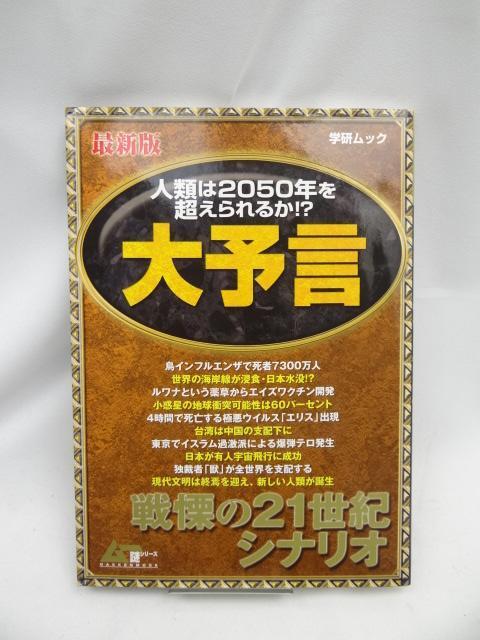 最新版
学研ムック
人類は2050年を
超えられるか!?
大予言
鳥インフルエンザで死者7300万人
世界の海岸線が浸食・日本水没!?
ルワナという薬草からエイズワクチン開発
小惑星の地球衝突可能性は60パーセント
4時間で死亡する極悪ウイルス「エリス」出現
台湾は中国の支配下に
東京でイスラム過激派による爆弾テロ発生
日本が有人宇宙飛行に成功
独裁者「獣」が全世界を支配する
現代文明は終焉を迎え、新しい人類が誕生
戦慄の21世紀
シナリオ
ムー謎シリーズ
GAKKEN MOOK